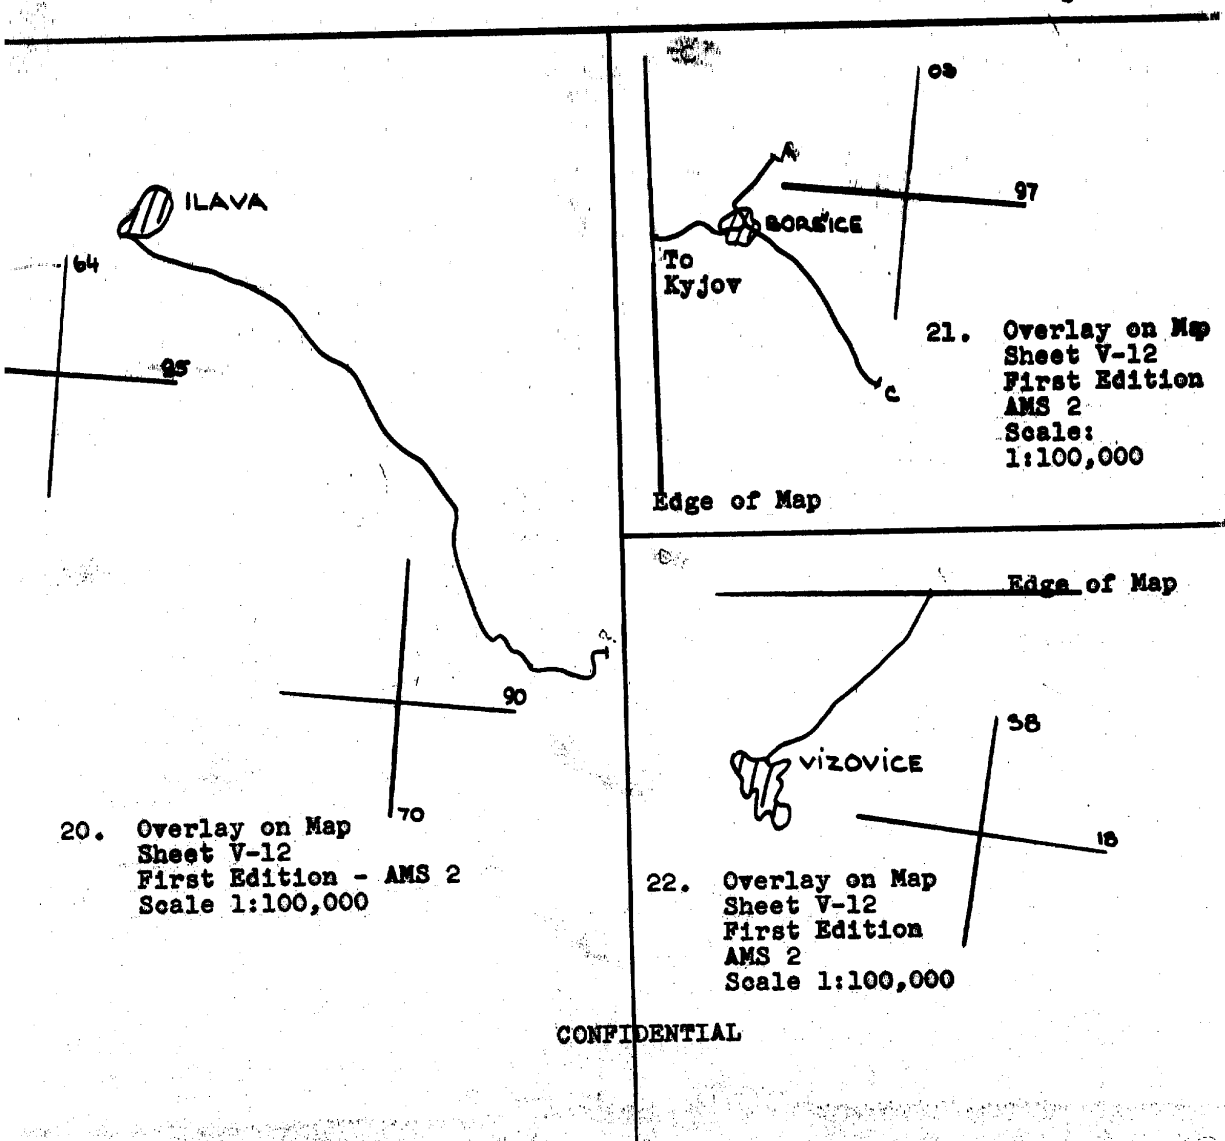 ILAVA
64
95
90
70
20. Overlay on Map
Sheet V-12
First Edition - AMS 2
Scale 1:100,000
03
97
A
BORŠICE
To
Kyjov
C
21. Overlay on Map
Sheet V-12
First Edition
AMS 2
Scale:
1:100,000
Edge of Map
Edge of Map
38
VIZOVICE
18
22. Overlay on Map
Sheet V-12
First Edition
AMS 2
Scale 1:100,000
CONFIDENTIAL